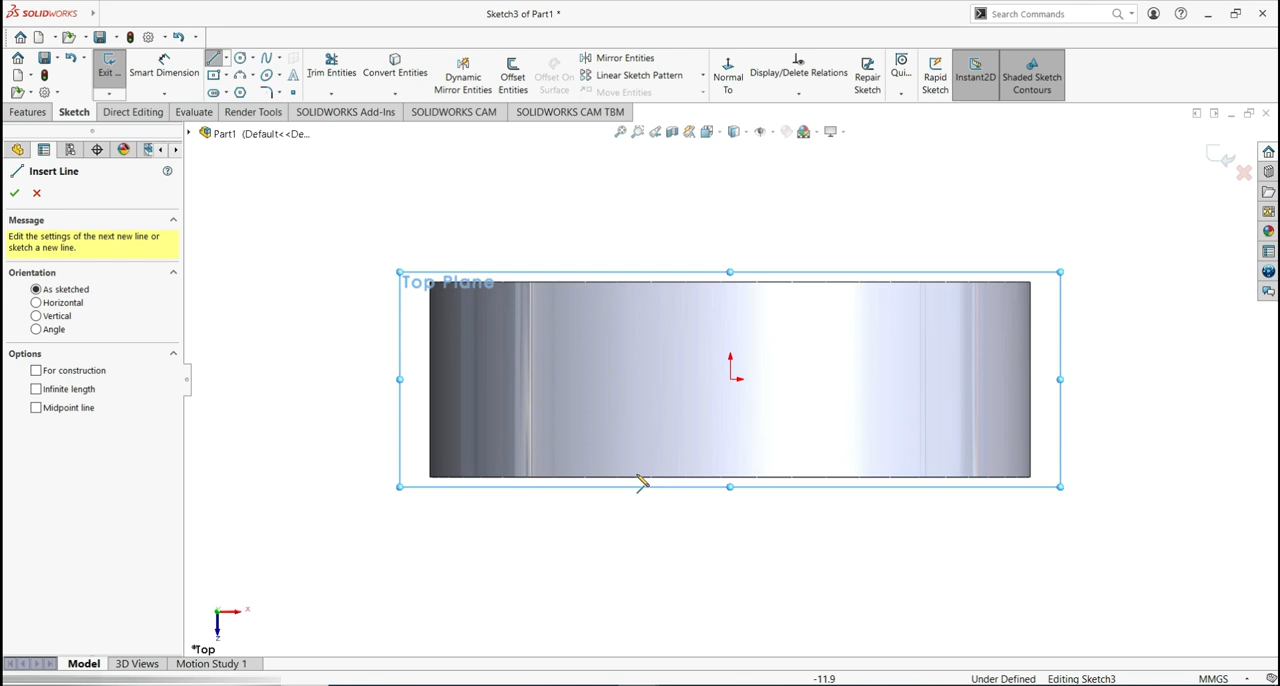 SOLIDWORKS
Sketch3 of Part1 *
Search Commands
Exit ...
Smart Dimension
Trim Entities
Convert Entities
Dynamic Mirror Entities
Offset Entities
Offset On Surface
Mirror Entities
Linear Sketch Pattern
Move Entities
Normal To
Display/Delete Relations
Repair Sketch
Qui...
Rapid Sketch
Instant2D
Shaded Sketch Contours
Features
Sketch
Direct Editing
Evaluate
Render Tools
SOLIDWORKS Add-Ins
SOLIDWORKS CAM
SOLIDWORKS CAM TBM
Part1 (Default<<De...
Insert Line
Message
Edit the settings of the next new line or
sketch a new line.
Orientation
As sketched
Horizontal
Vertical
Angle
Options
For construction
Infinite length
Midpoint line
Top Plane
X
Z
*Top
Model
3D Views
Motion Study 1
-11.9
Under Defined
Editing Sketch3
MMGS